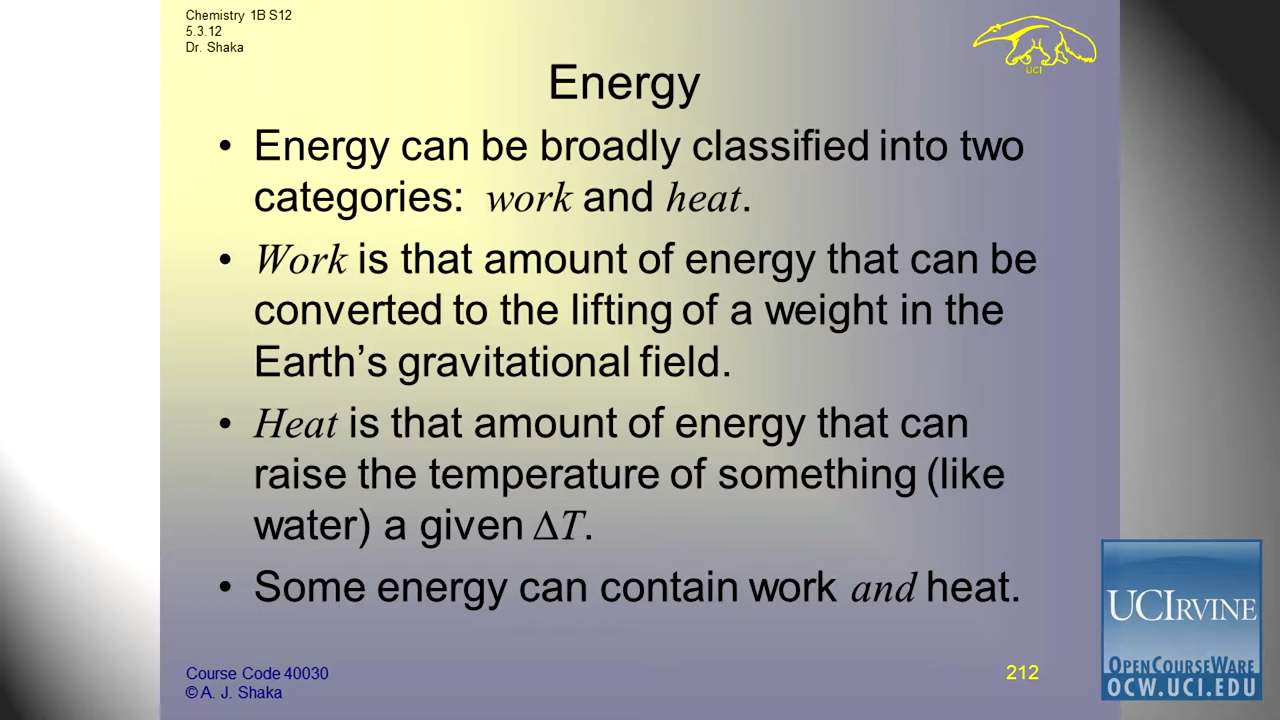 Chemistry 1B S12
5.3.12
Dr. Shaka
UCI
Energy
• Energy can be broadly classified into two
categories:  work and heat.
• Work is that amount of energy that can be
converted to the lifting of a weight in the
Earth’s gravitational field.
• Heat is that amount of energy that can
raise the temperature of something (like
water) a given ΔT.
• Some energy can contain work and heat.
Course Code 40030
© A. J. Shaka
212
UCIRVINE
OPENCOURSEWARE
OCW.UCI.EDU